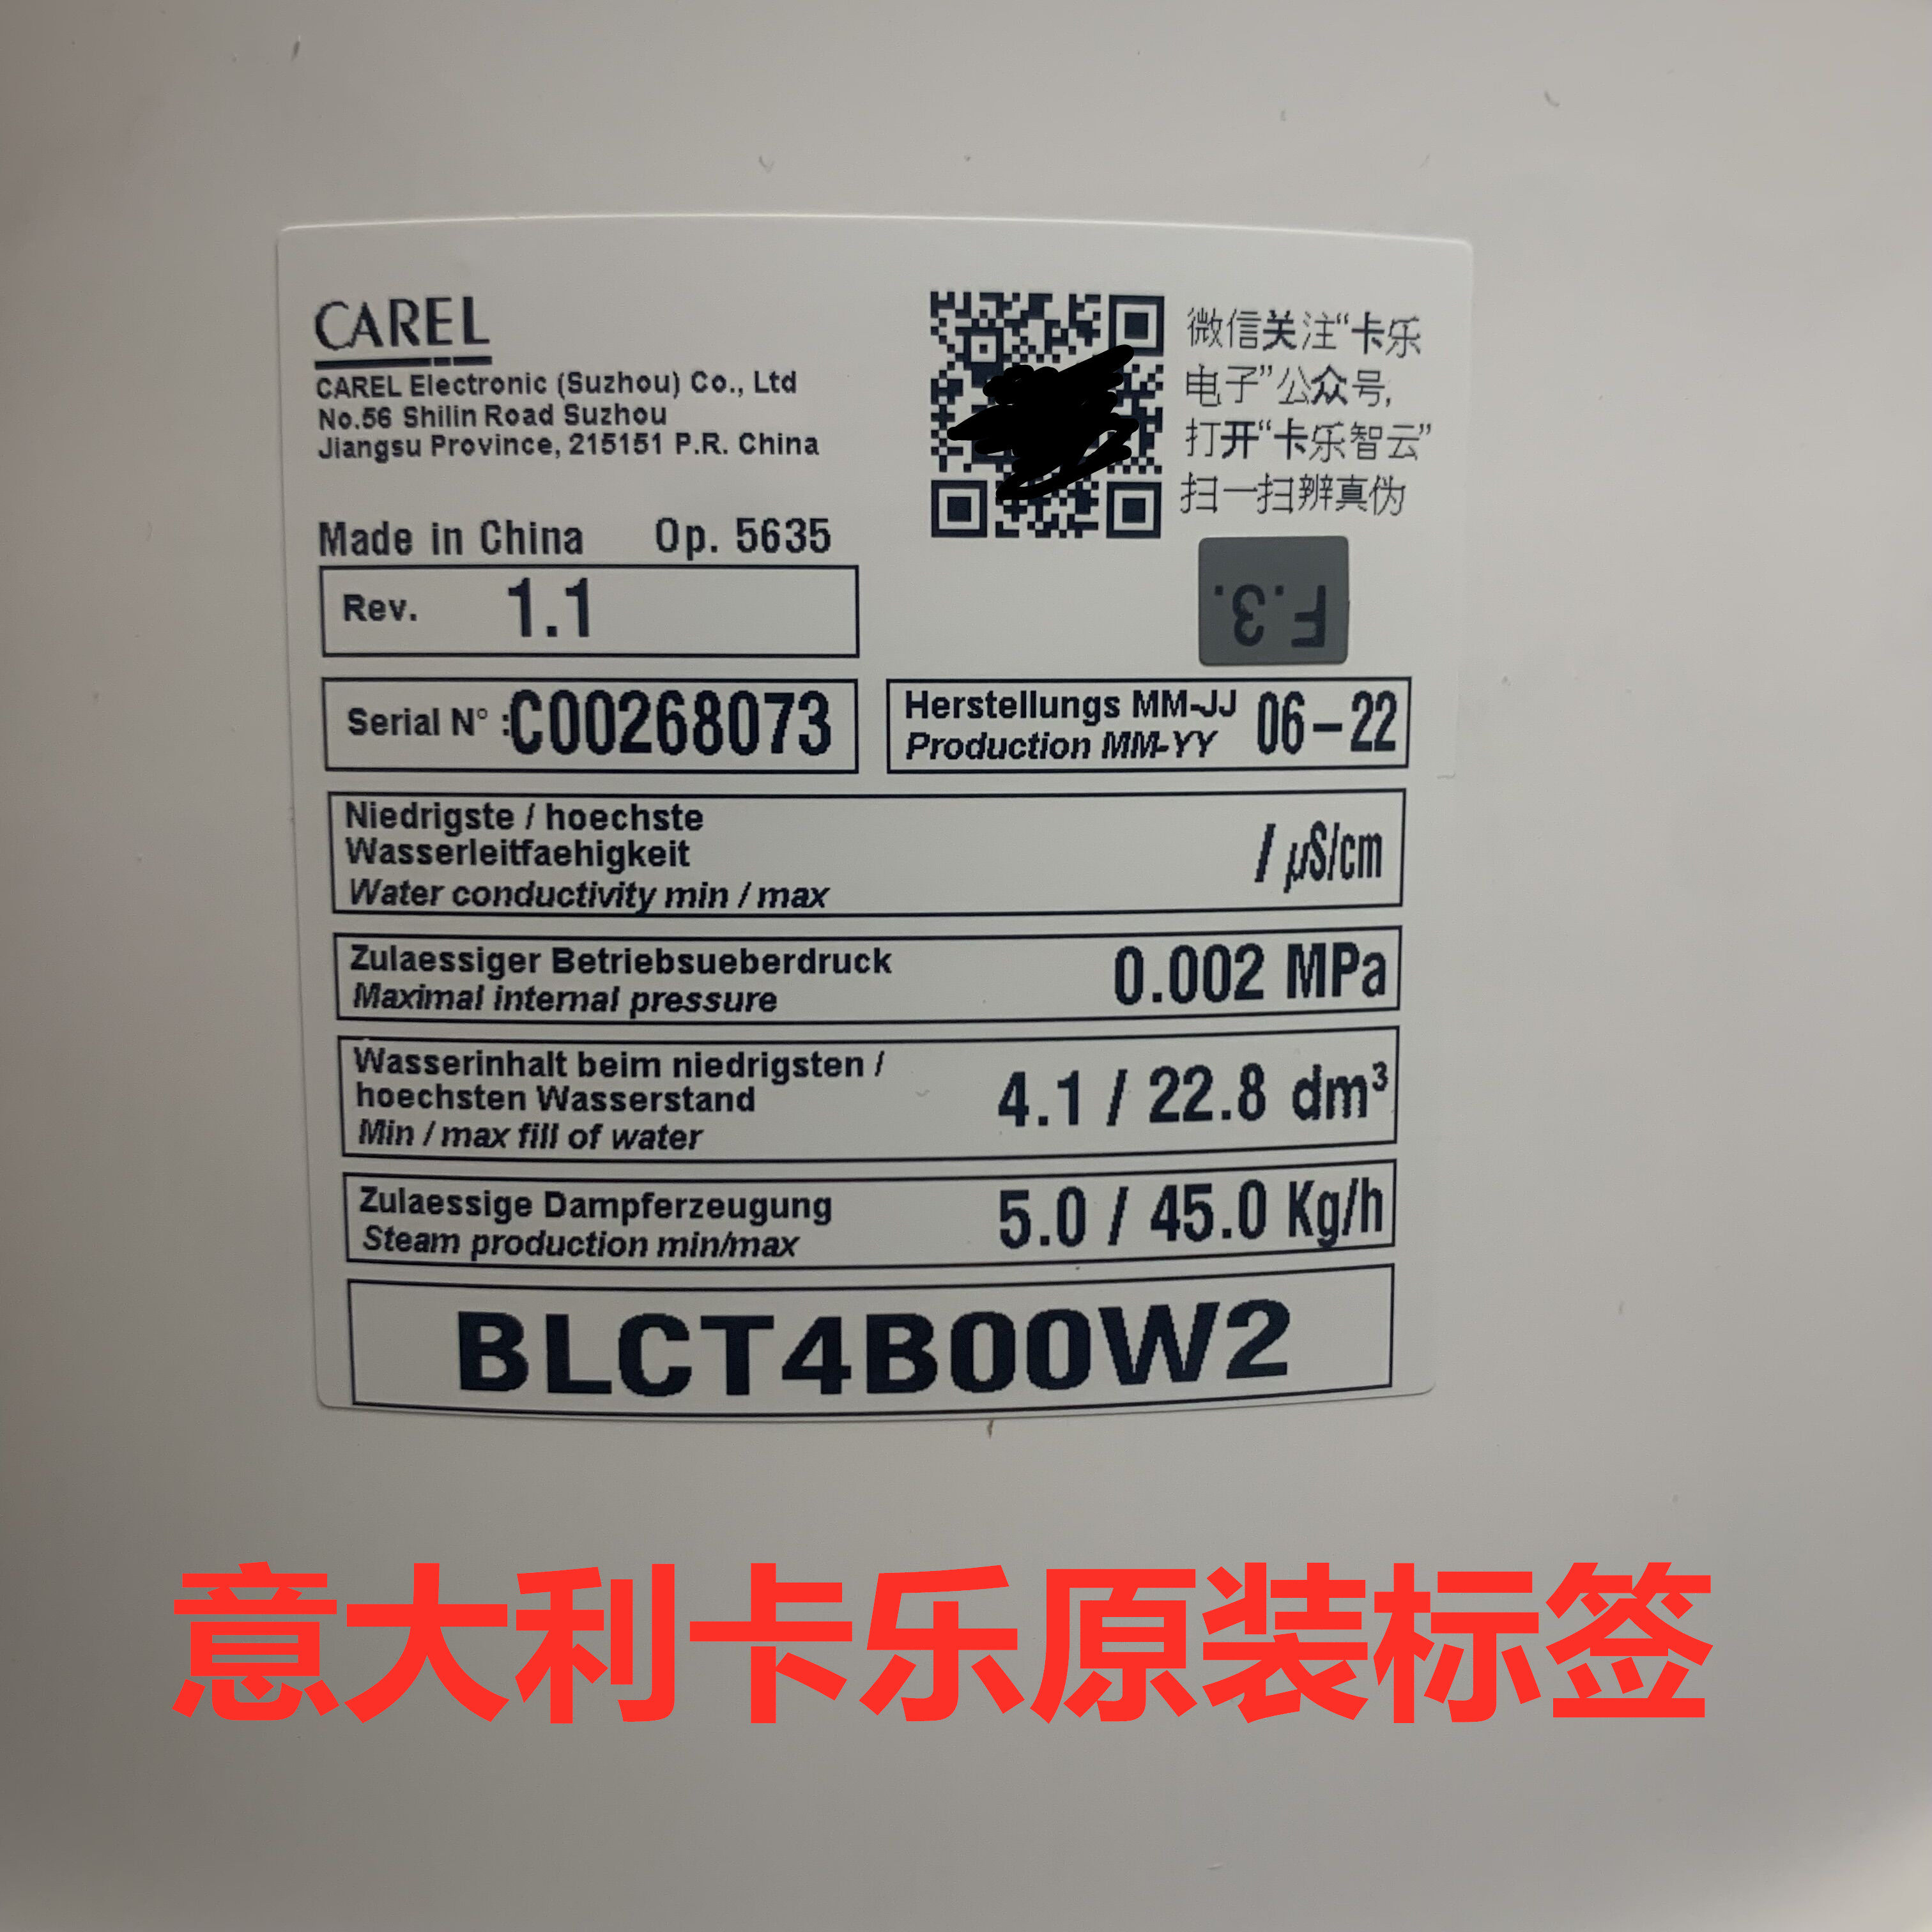 CAREL
CAREL Electronic (Suzhou) Co., Ltd
No.56 Shilin Road Suzhou
Jiangsu Province, 215151 P.R. China
微信关注“卡乐
电子”公众号,
打开“卡乐智云”
扫一扫辨真伪
Made in China Op. 5635
F.3.
Rev. 1.1
Serial N° :C00268073
Herstellungs MM-JJ 06-22
Production MM-YY
Niedrigste / hoechste
Wasserleitfaehigkeit
Water conductivity min / max
/ µS/cm
Zulaessiger Betriebsueberdruck
Maximal internal pressure
0.002 MPa
Wasserinhalt beim niedrigsten /
hoechsten Wasserstand
Min / max fill of water
4.1 / 22.8 dm³
Zulaessige Dampferzeugung
Steam production min/max
5.0 / 45.0 Kg/h
BLCT4B00W2
意大利卡乐原装标签